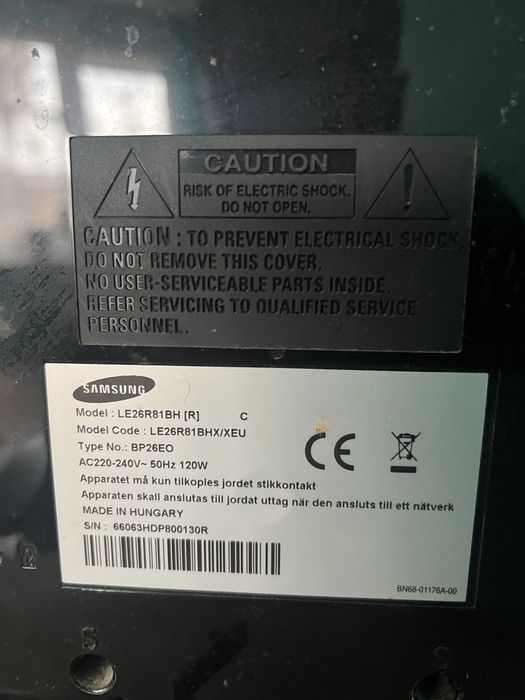 CAUTION
RISK OF ELECTRIC SHOCK.
DO NOT OPEN.
CAUTION : TO PREVENT ELECTRICAL SHOCK,
DO NOT REMOVE THIS COVER.
NO USER-SERVICEABLE PARTS INSIDE.
REFER SERVICING TO QUALIFIED SERVICE
PERSONNEL.
SAMSUNG
Model : LE26R81BH [R] C
Model Code : LE26R81BHX/XEU
Type No.: BP26EO
AC220-240V~ 50Hz 120W
Apparatet må kun tilkoples jordet stikkontakt
Apparaten skall anslutas till jordat uttag när den ansluts till ett nätverk
MADE IN HUNGARY
S/N : 66063HDP800130R
CE
BN68-01176A-00
S
S